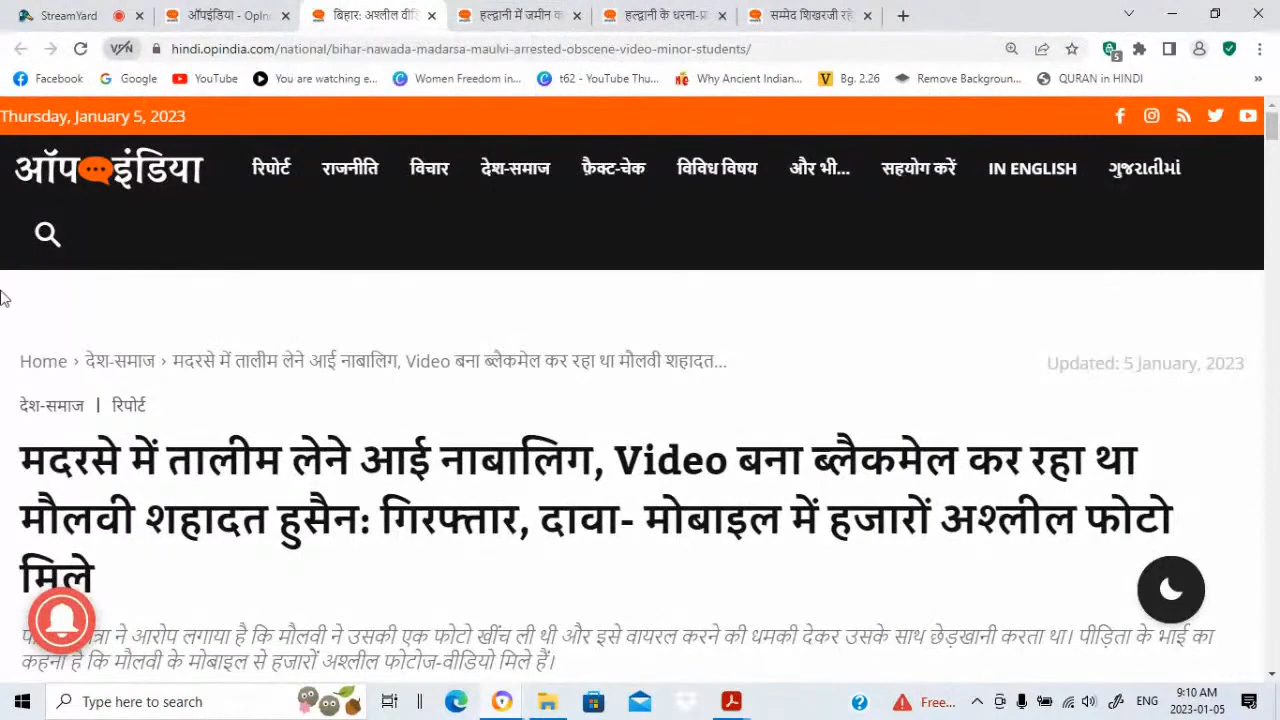 StreamYard
ऑपइंडिया - Opin
बिहार: अश्लील वीडि
हल्द्वानी में जमीन क
हल्द्वानी के धरना-प्र
सम्मेद शिखरजी रहे
VPN
hindi.opindia.com/national/bihar-nawada-madarsa-maulvi-arrested-obscene-video-minor-students/
5
Facebook
Google
YouTube
You are watching e...
Women Freedom in...
t62 - YouTube Thu...
Why Ancient Indian...
Bg. 2.26
Remove Backgroun...
QURAN in HINDI
»
Thursday, January 5, 2023
ऑप इंडिया
रिपोर्ट
राजनीति
विचार
देश-समाज
फ़ैक्ट-चेक
विविध विषय
और भी...
सहयोग करें
IN ENGLISH
ગુજરાતીમાં
Home › देश-समाज › मदरसे में तालीम लेने आई नाबालिग, Video बना ब्लैकमेल कर रहा था मौलवी शहादत...
Updated: 5 January, 2023
देश-समाज | रिपोर्ट
मदरसे में तालीम लेने आई नाबालिग, Video बना ब्लैकमेल कर रहा था
मौलवी शहादत हुसैन: गिरफ्तार, दावा- मोबाइल में हजारों अश्लील फोटो
मिले
ने आरोप लगाया है कि मौलवी ने उसकी एक फोटो खींच ली थी और इसे वायरल करने की धमकी देकर उसके साथ छेड़खानी करता था। पीड़िता के भाई का
कहना है कि मौलवी के मोबाइल से हजारों अश्लील फोटोज-वीडियो मिले हैं।
Type here to search
Free...
ENG
9:10 AM
2023-01-05